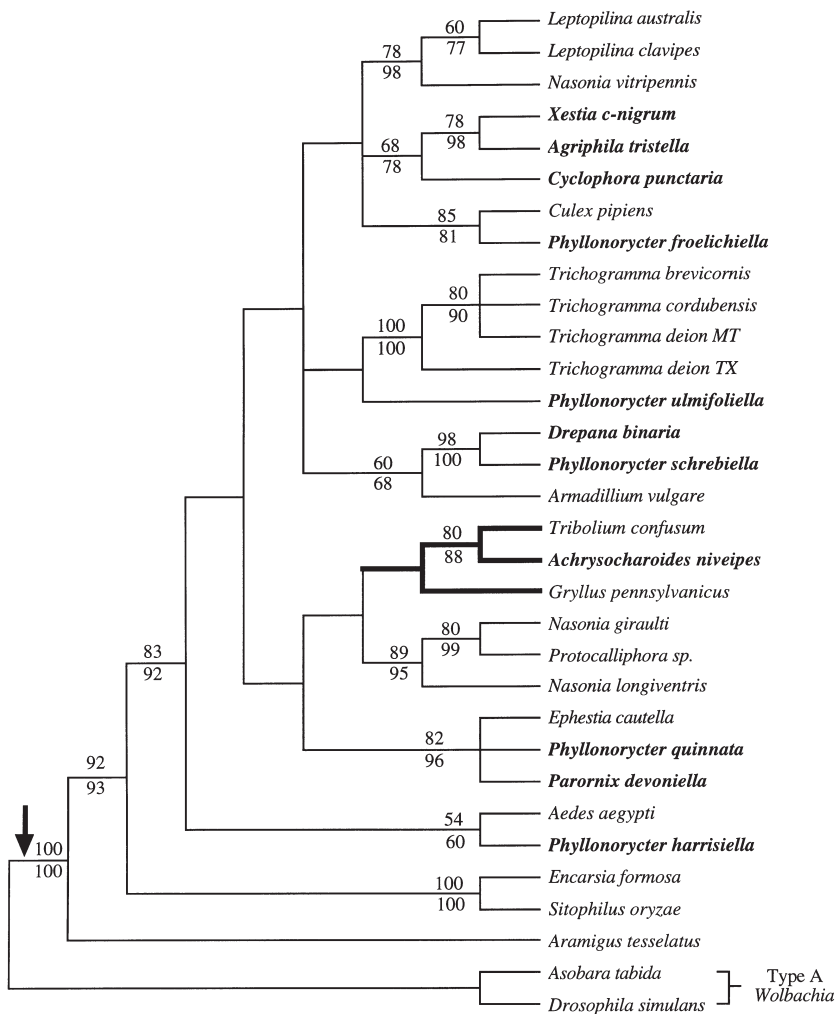 Leptopilina australis
60
77
Leptopilina clavipes
78
98
Nasonia vitripennis
Xestia c-nigrum
78
98
Agriphila tristella
68
78
Cyclophora punctaria
Culex pipiens
85
81
Phyllonorycter froelichiella
Trichogramma brevicornis
80
90
Trichogramma cordubensis
100
100
Trichogramma deion MT
Trichogramma deion TX
Phyllonorycter ulmifoliella
Drepana binaria
98
100
Phyllonorycter schrebiella
60
68
Armadillium vulgare
Tribolium confusum
80
88
Achrysocharoides niveipes
Gryllus pennsylvanicus
Nasonia giraulti
80
99
Protocalliphora sp.
89
95
Nasonia longiventris
83
92
Ephestia cautella
82
96
Phyllonorycter quinnata
Parornix devoniella
92
93
Aedes aegypti
54
60
Phyllonorycter harrisiella
100
100
Encarsia formosa
100
100
Sitophilus oryzae
Aramigus tesselatus
Asobara tabida
Drosophila simulans
Type A
Wolbachia